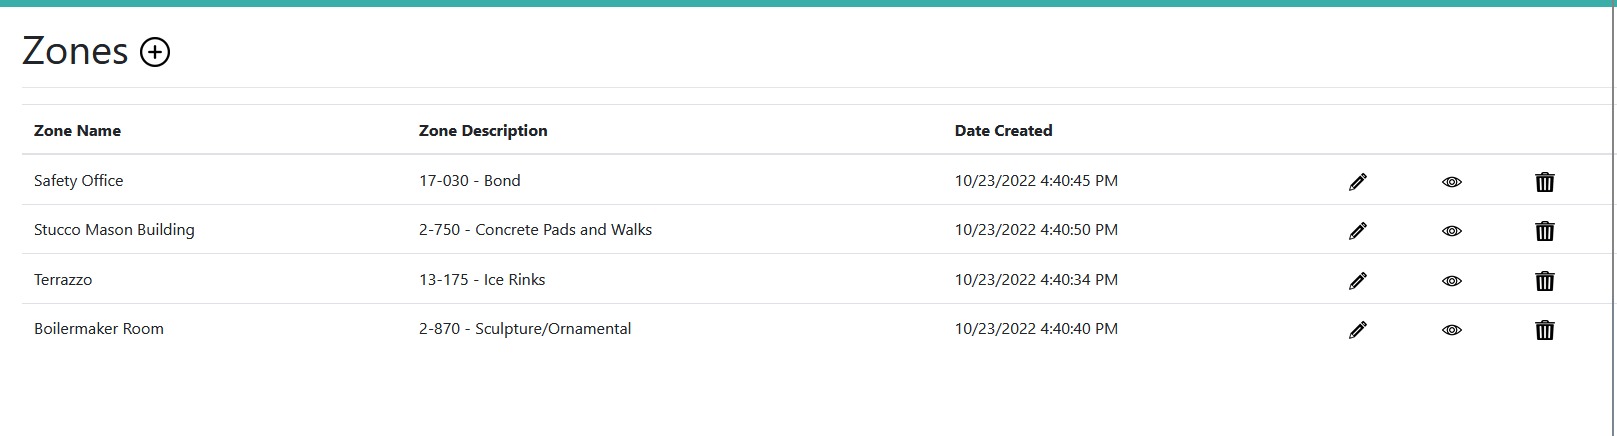 Zones
Zone Name Zone Description Date Created
Safety Office 17-030 - Bond 10/23/2022 4:40:45 PM
Stucco Mason Building 2-750 - Concrete Pads and Walks 10/23/2022 4:40:50 PM
Terrazzo 13-175 - Ice Rinks 10/23/2022 4:40:34 PM
Boilermaker Room 2-870 - Sculpture/Ornamental 10/23/2022 4:40:40 PM